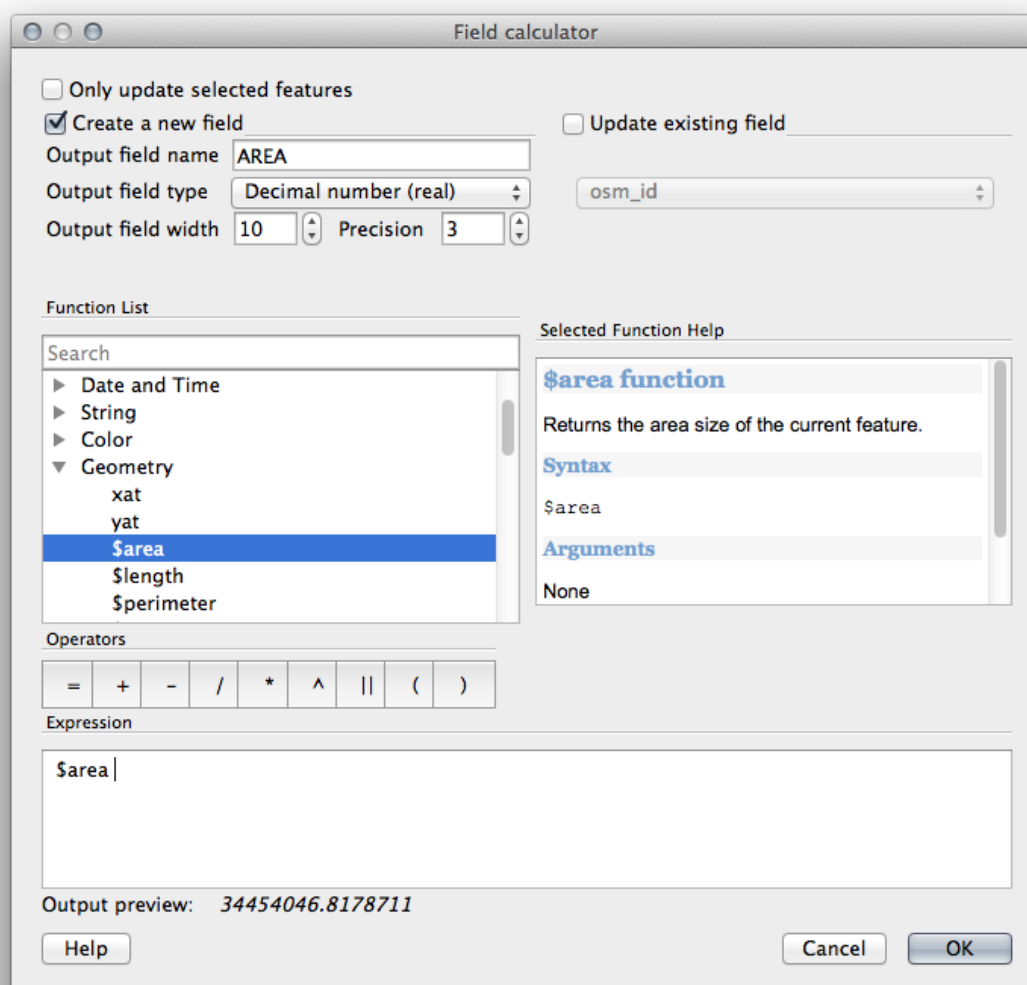 Field calculator
Only update selected features
Create a new field
Update existing field
Output field name AREA
Output field type Decimal number (real) osm_id
Output field width 10 Precision 3
Function List
Selected Function Help
Search
Date and Time
String
Color
Geometry
xat
yat
$area
$length
$perimeter
$area function
Returns the area size of the current feature.
Syntax
$area
Arguments
None
Operators
= + - / * ^ || ( )
Expression
$area
Output preview: 34454046.8178711
Help Cancel OK